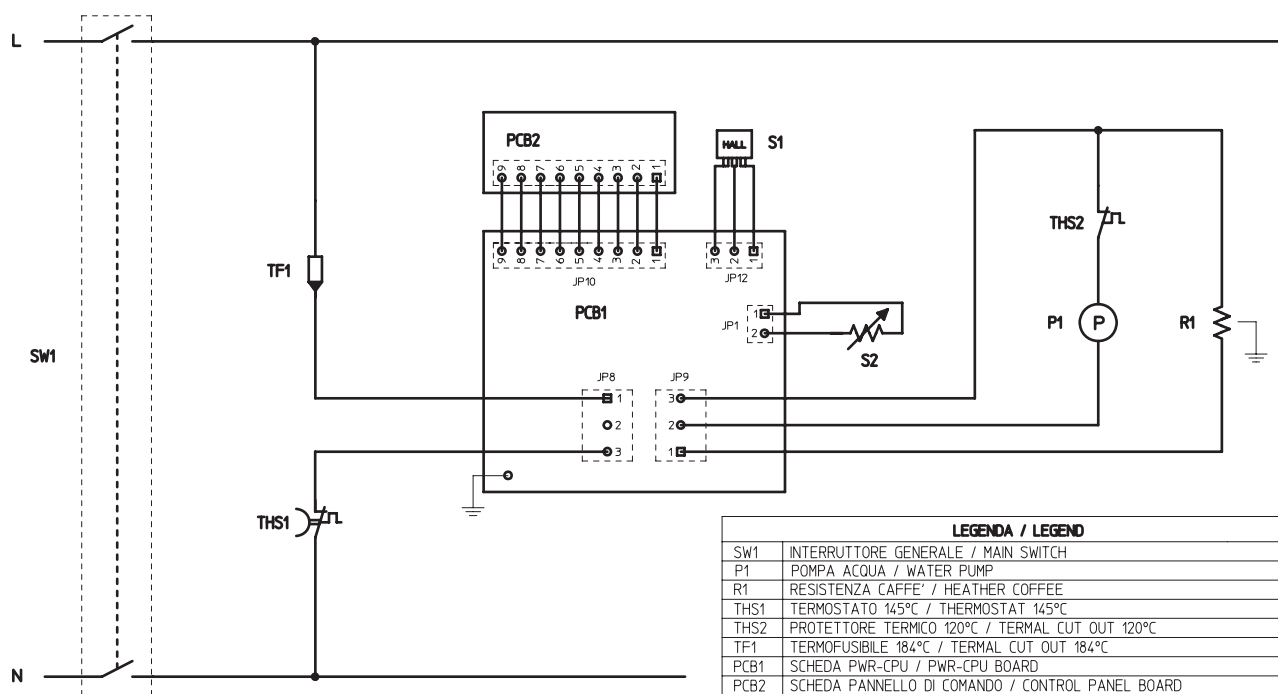 L
PCB2
HALL
S1
9 8 7 6 5 4 3 2 1
THS2
TF1
9 8 7 6 5 4 3 2 1
3 2 1
JP10
JP12
PCB1
1
JP1
2
P1
P
R1
SW1
S2
JP8
JP9
1
3
2
2
3
1
THS1
LEGENDA / LEGEND
SW1 INTERRUTTORE GENERALE / MAIN SWITCH
P1 POMPA ACQUA / WATER PUMP
R1 RESISTENZA CAFFE' / HEATHER COFFEE
THS1 TERMOSTATO 145°C / THERMOSTAT 145°C
THS2 PROTETTORE TERMICO 120°C / TERMAL CUT OUT 120°C
TF1 TERMOFUSIBILE 184°C / TERMAL CUT OUT 184°C
PCB1 SCHEDA PWR-CPU / PWR-CPU BOARD
PCB2 SCHEDA PANNELLO DI COMANDO / CONTROL PANEL BOARD
N